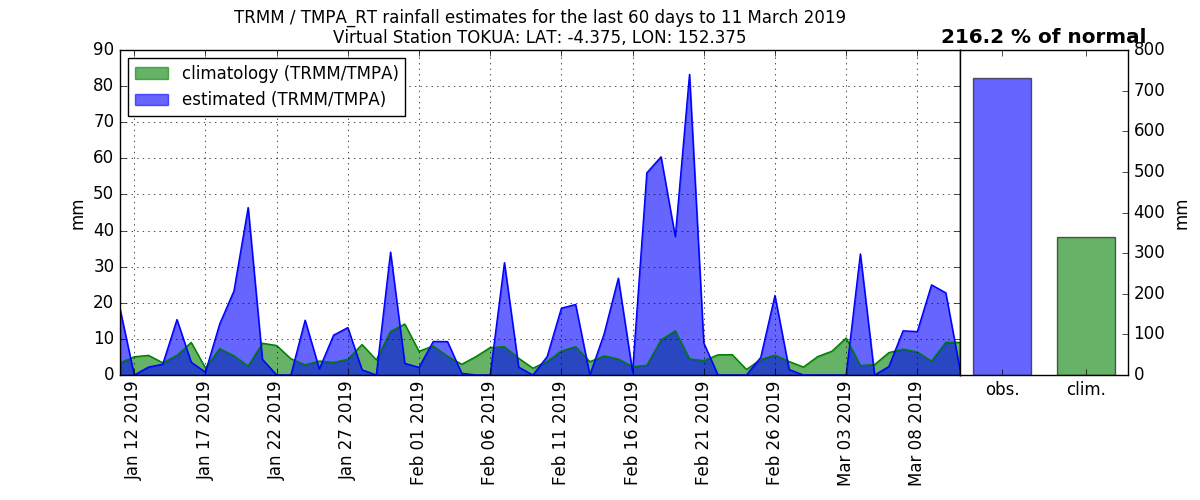 TRMM / TMPA_RT rainfall estimates for the last 60 days to 11 March 2019
Virtual Station TOKUA: LAT: -4.375, LON: 152.375
216.2 % of normal
climatology (TRMM/TMPA)
estimated (TRMM/TMPA)
mm
90
80
70
60
50
40
30
20
10
0
Jan 12 2019
Jan 17 2019
Jan 22 2019
Jan 27 2019
Feb 01 2019
Feb 06 2019
Feb 11 2019
Feb 16 2019
Feb 21 2019
Feb 26 2019
Mar 03 2019
Mar 08 2019
800
700
600
500
400
300
200
100
0
mm
obs.
clim.